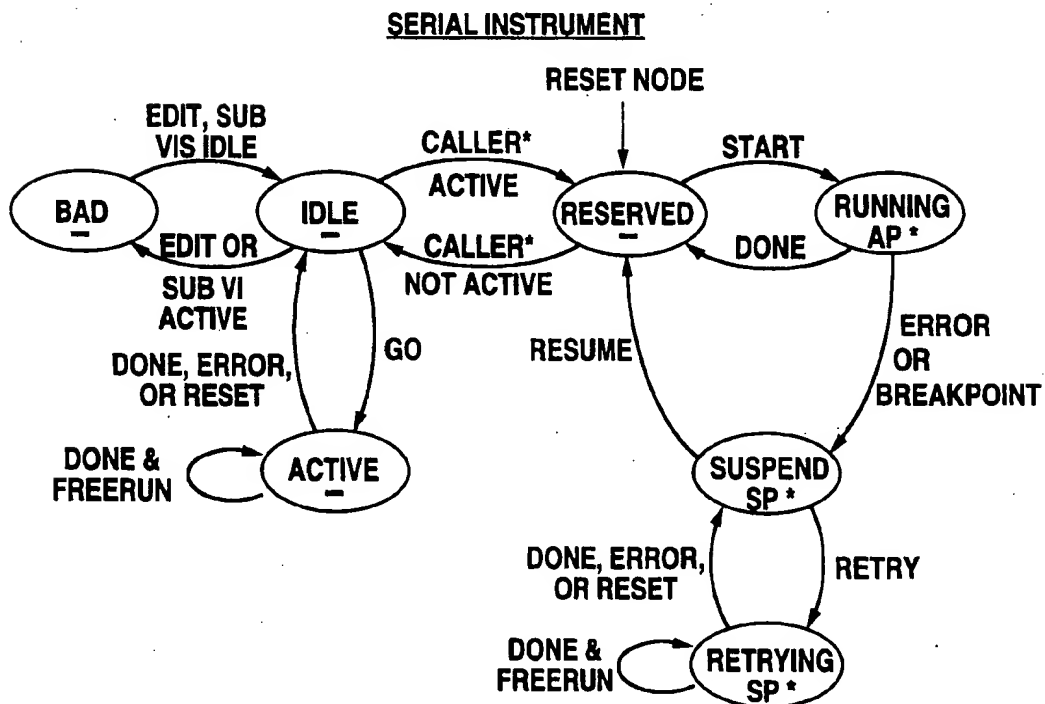 SERIAL INSTRUMENT
RESET NODE
EDIT, SUB
VIS IDLE
CALLER*
ACTIVE
START
BAD
–
IDLE
–
RESERVED
–
RUNNING
AP *
EDIT OR
SUB VI
ACTIVE
CALLER*
NOT ACTIVE
DONE
DONE, ERROR,
OR RESET
GO
RESUME
ERROR
OR
BREAKPOINT
DONE &
FREERUN
ACTIVE
–
SUSPEND
SP *
DONE, ERROR,
OR RESET
RETRY
DONE &
FREERUN
RETRYING
SP *